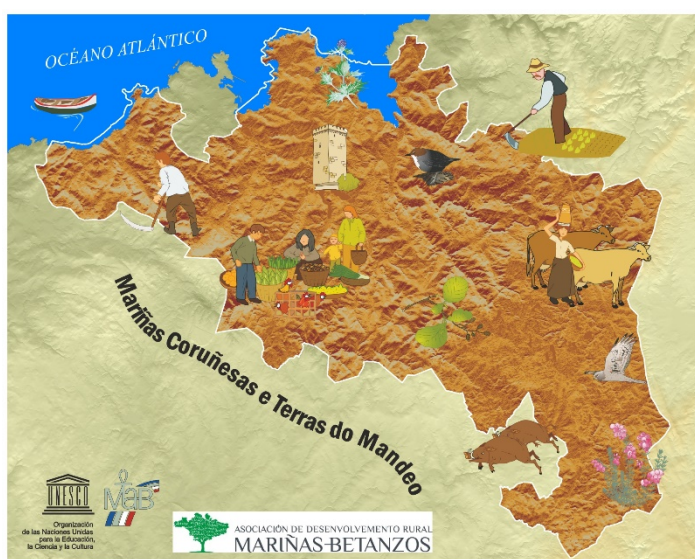 OCÉANO ATLÁNTICO
Mariñas Coruñesas e Terras do Mandeo
UNESCO
MaB
Organización
de las Naciones Unidas
para la Educación,
la Ciencia y la Cultura
ASOCIACIÓN DE DESENVOLVEMENTO RURAL
MARIÑAS-BETANZOS